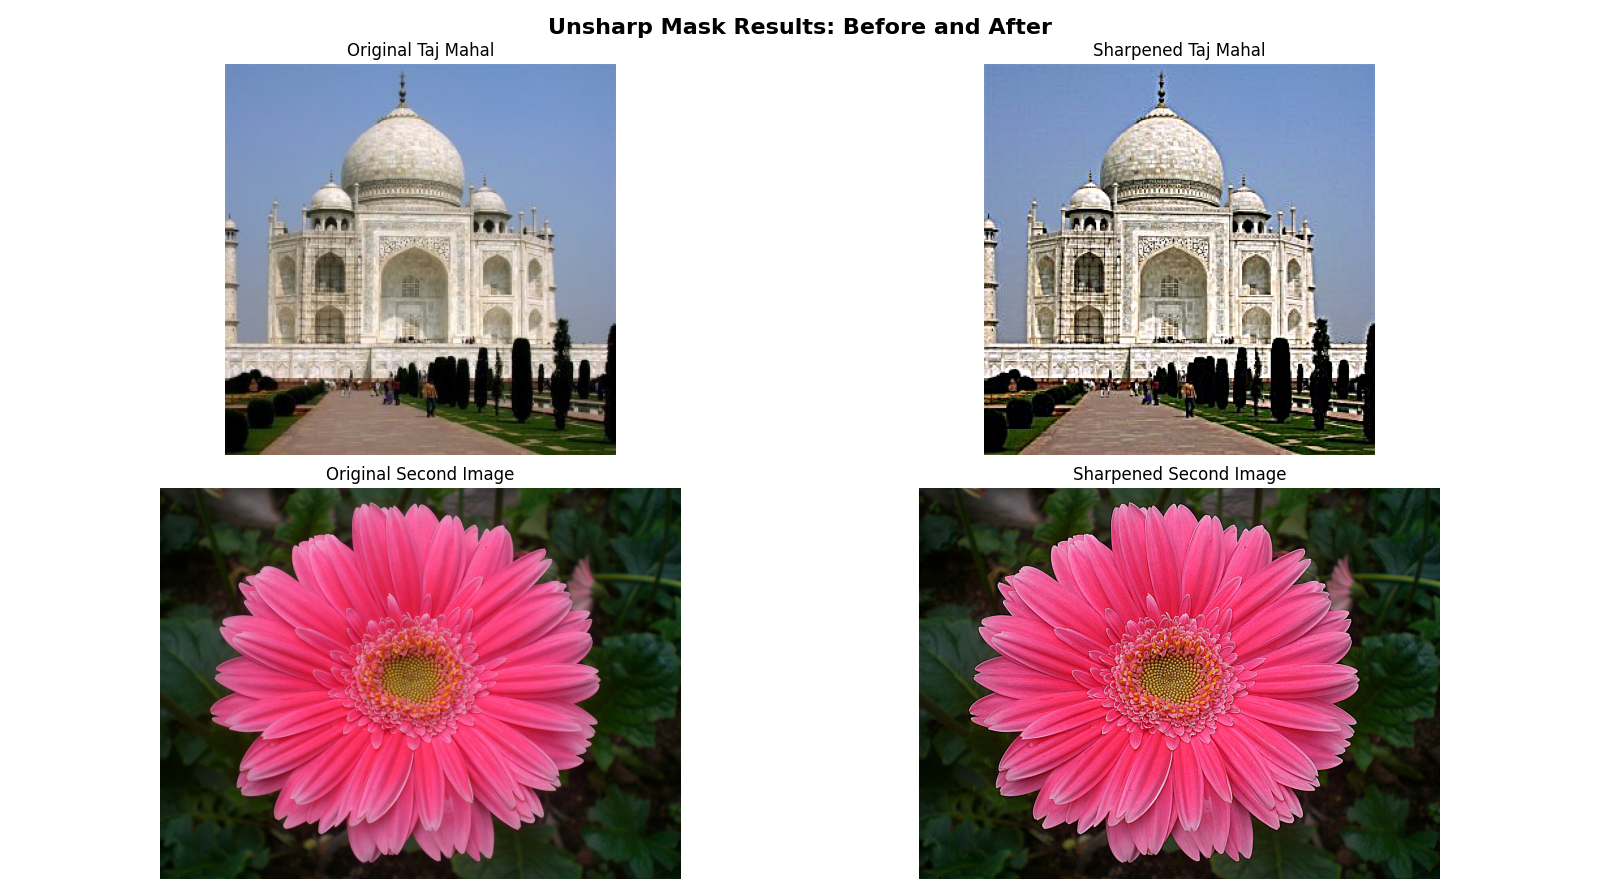 Unsharp Mask Results: Before and After
Original Taj Mahal
Sharpened Taj Mahal
Original Second Image
Sharpened Second Image